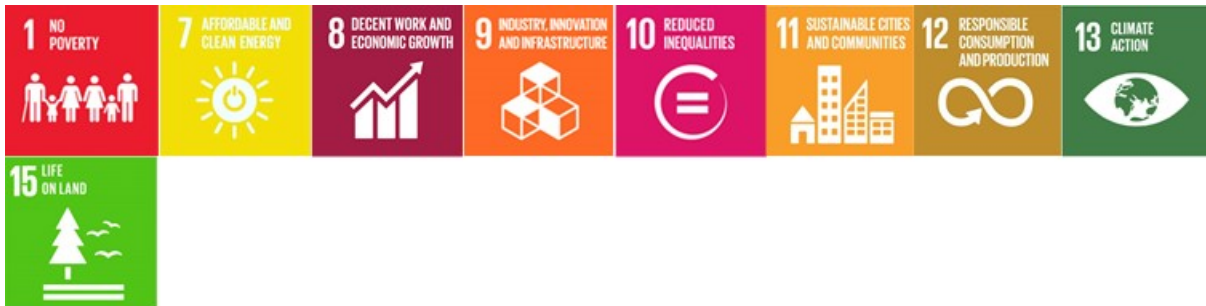 1 NO
POVERTY
7 AFFORDABLE AND
CLEAN ENERGY
8 DECENT WORK AND
ECONOMIC GROWTH
9 INDUSTRY, INNOVATION
AND INFRASTRUCTURE
10 REDUCED
INEQUALITIES
11 SUSTAINABLE CITIES
AND COMMUNITIES
12 RESPONSIBLE
CONSUMPTION
AND PRODUCTION
13 CLIMATE
ACTION
15 LIFE
ON LAND